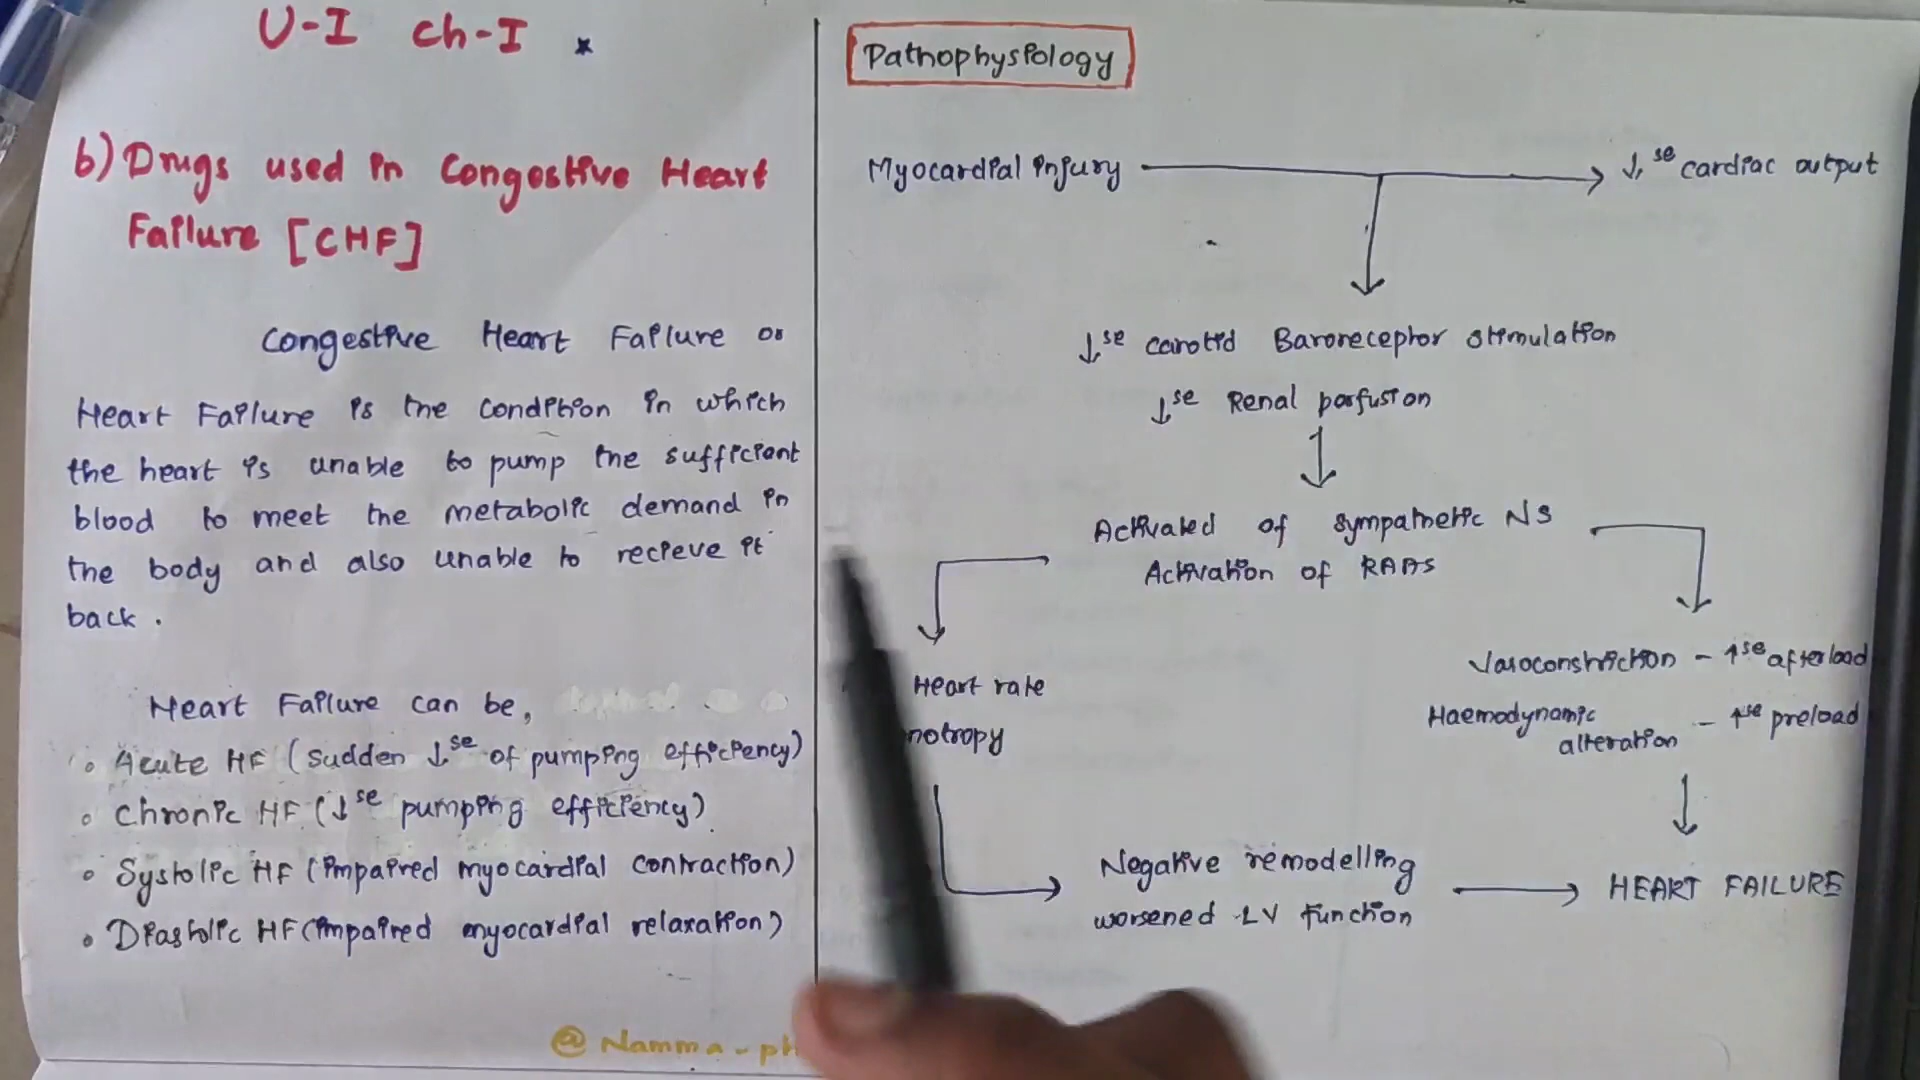 U-I Ch-I *
b) Drugs used in Congestive Heart
Failure [CHF]
Congestive Heart Failure or
Heart Failure is the condition in which
the heart is unable to pump the sufficient
blood to meet the metabolic demand in
the body and also unable to recieve it
back.
Heart Failure can be,
• Acute HF (Sudden ↓se of pumping efficiency)
• Chronic HF (↓se pumping efficiency)
• Systolic HF (impaired myocardial contraction)
• Diastolic HF (impaired myocardial relaxation)
@Namma-ph
Pathophysiology
Myocardial injury → ↓se cardiac output
↓se carotid Baroreceptor stimulation
↓se Renal perfusion
Activated of sympathetic NS
Activation of RAAS
Heart rate
notropy
Vasoconstriction - ↑se afterload
Haemodynamic
alteration - ↑se preload
Negative remodelling
worsened LV function
→ HEART FAILURE